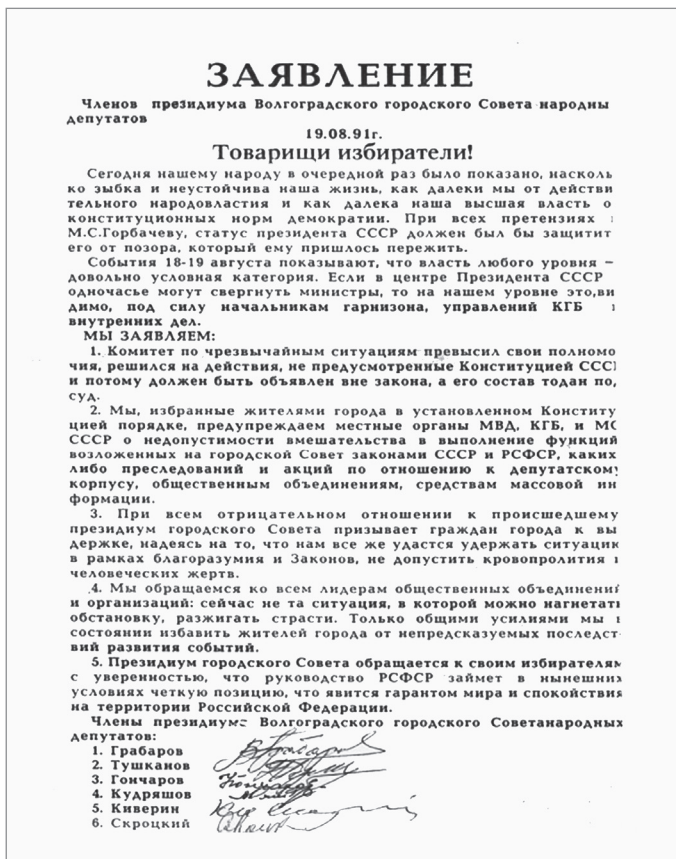 ЗАЯВЛЕНИЕ
Членов президиума Волгоградского городского Совета народны
депутатов
19.08.91г.
Товарищи избиратели!
Сегодня нашему народу в очередной раз было показано, насколь
ко зыбка и неустойчива наша жизнь, как далеки мы от действи
тельного народовластия и как далека наша высшая власть о
конституционных норм демократии. При всех претензиях
М.С.Горбачеву, статус президента СССР должен был бы защитит
его от позора, который ему пришлось пережить.
События 18-19 августа показывают, что власть любого уровня –
довольно условная категория. Если в центре Президента СССР
одночасье могут свергнуть министры, то на нашем уровне это,ви
димо, под силу начальникам гарнизона, управлений КГБ
внутренних дел.
МЫ ЗАЯВЛЯЕМ:
1. Комитет по чрезвычайным ситуациям превысил свои полномо
чия, решился на действия, не предусмотренные Конституцией СССР
и потому должен быть объявлен вне закона, а его состав тодан по,
суд.
2. Мы, избранные жителями города в установленном Конститу
цией порядке, предупреждаем местные органы МВД, КГБ, и МО
СССР о недопустимости вмешательства в выполнение функций
возложенных на городской Совет законами СССР и РСФСР, каких
либо преследований и акций по отношению к депутатскому
корпусу, общественным объединениям, средствам массовой ин
формации.
3. При всем отрицательном отношении к происшедшему
президиум городского Совета призывает граждан города к вы
держке, надеясь на то, что нам все же удастся удержать ситуацию
в рамках благоразумия и Законов, не допустить кровопролития
человеческих жертв.
4. Мы обращаемся ко всем лидерам общественных объединений
и организаций: сейчас не та ситуация, в которой можно нагнетать
обстановку, разжигать страсти. Только общими усилиями мы
состоянии избавить жителей города от непредсказуемых последст
вий развития событий.
5. Президиум городского Совета обращается к своим избирателям
с уверенностью, что руководство РСФСР займет в нынешних
условиях четкую позицию, что явится гарантом мира и спокойствия
на территории Российской Федерации.
Члены президиума Волгоградского городского Советанародных
депутатов:
1. Грабаров
2. Тушканов
3. Гончаров
4. Кудряшов
5. Киверин
6. Скроцкий